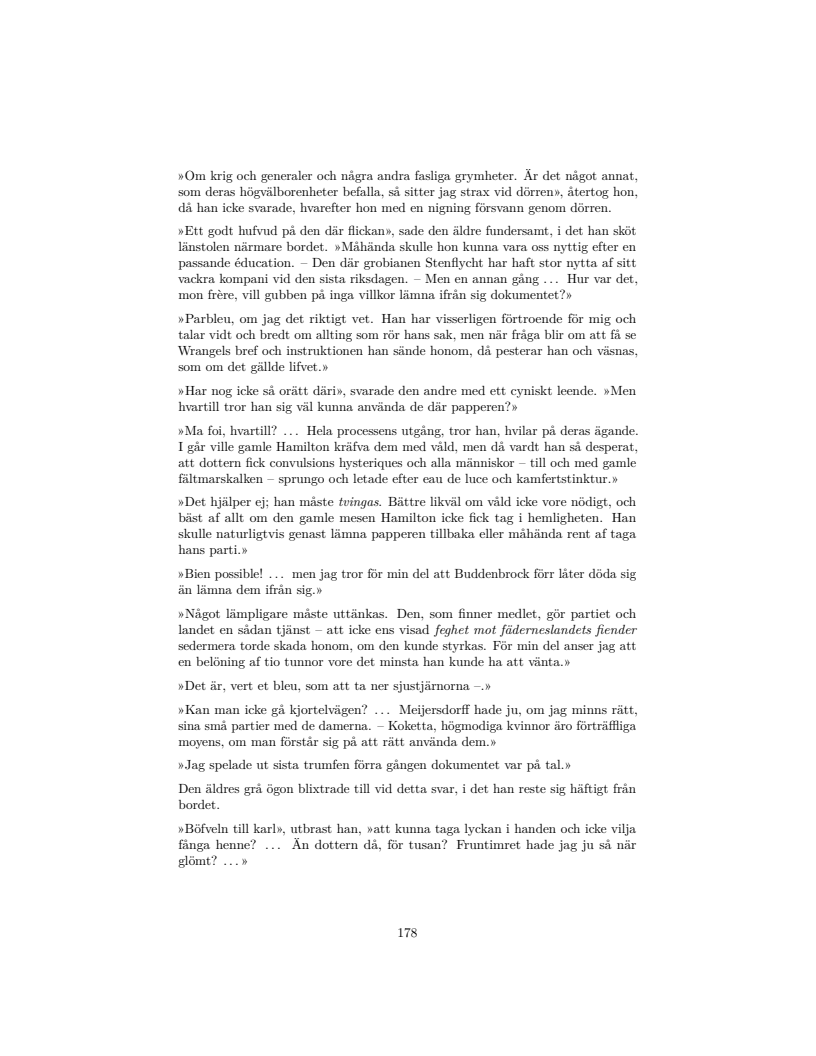 »Om krig och generaler och några andra fasliga grymheter. Är det något annat,
som deras högvälborenheter befalla, så sitter jag strax vid dörren», återtog hon,
då han icke svarade, hvarefter hon med en nigning försvann genom dörren.
»Ett godt hufvud på den där flickan», sade den äldre fundersamt, i det han sköt
länstolen närmare bordet. »Måhända skulle hon kunna vara oss nyttig efter en
passande éducation. – Den där grobianen Stenflycht har haft stor nytta af sitt
vackra kompani vid den sista riksdagen. – Men en annan gång ... Hur var det,
mon frère, vill gubben på inga villkor lämna ifrån sig dokumentet?»
»Parbleu, om jag det riktigt vet. Han har visserligen förtroende för mig och
talar vidt och bredt om allting som rör hans sak, men när fråga blir om att få se
Wrangels bref och instruktionen han sände honom, då pesterar han och väsnas,
som om det gällde lifvet.»
»Har nog icke så orätt däri», svarade den andre med ett cyniskt leende. »Men
hvartill tror han sig väl kunna använda de där papperen?»
»Ma foi, hvartill? ... Hela processens utgång, tror han, hvilar på deras ägande.
I går ville gamle Hamilton kräfva dem med våld, men då vardt han så desperat,
att dottern fick convulsions hysteriques och alla människor – till och med gamle
fältmarskalken – sprungo och letade efter eau de luce och kamfertstinktur.»
»Det hjälper ej; han måste tvingas. Bättre likväl om våld icke vore nödigt, och
bäst af allt om den gamle mesen Hamilton icke fick tag i hemligheten. Han
skulle naturligtvis genast lämna papperen tillbaka eller måhända rent af taga
hans parti.»
»Bien possible! ... men jag tror för min del att Buddenbrock förr låter döda sig
än lämna dem ifrån sig.»
»Något lämpligare måste uttänkas. Den, som finner medlet, gör partiet och
landet en sådan tjänst – att icke ens visad feghet mot fäderneslandets fiender
sedermera torde skada honom, om den kunde styrkas. För min del anser jag att
en belöning af tio tunnor vore det minsta han kunde ha att vänta.»
»Det är, vert et bleu, som att ta ner sjustjärnorna –.»
»Kan man icke gå kjortelvägen? ... Meijersdorff hade ju, om jag minns rätt,
sina små partier med de damerna. – Koketta, högmodiga kvinnor äro förträffliga
moyens, om man förstår sig på att rätt använda dem.»
»Jag spelade ut sista trumfen förra gången dokumentet var på tal.»
Den äldres grå ögon blixtrade till vid detta svar, i det han reste sig häftigt från
bordet.
»Böfveln till karl», utbrast han, »att kunna taga lyckan i handen och icke vilja
fånga henne? ... Än dottern då, för tusan? Fruntimret hade jag ju så när
glömt? ...»
178